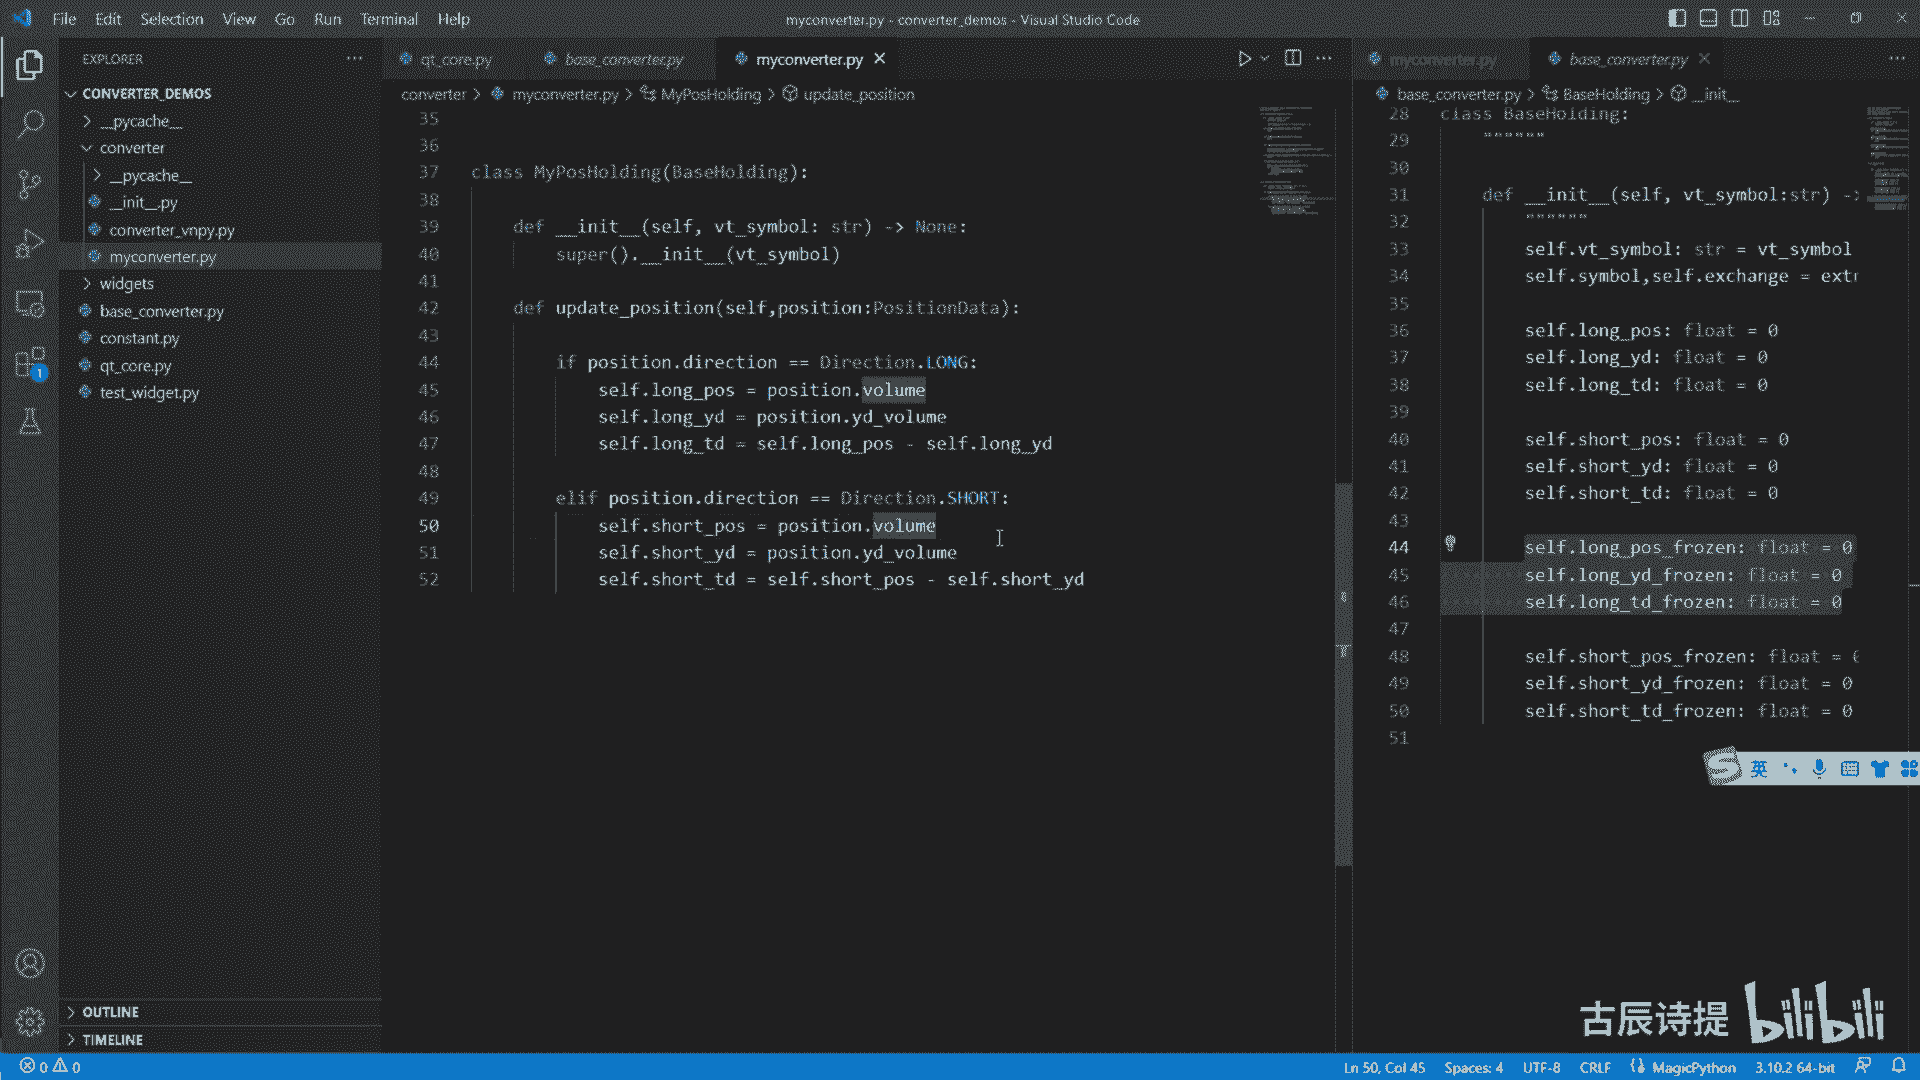 File Edit Selection View Go Run Terminal Help
myconverter.py - converter_demos - Visual Studio Code
EXPLORER
CONVERTER_DEMOS
__pycache__
converter
__pycache__
__init__.py
converter_vnpy.py
myconverter.py
widgets
base_converter.py
constant.py
qt_core.py
test_widget.py
OUTLINE
TIMELINE
qt_core.py base_converter.py myconverter.py
converter > myconverter.py > MyPosHolding > update_position
35
36
37 class MyPosHolding(BaseHolding):
38
39 def __init__(self, vt_symbol: str) -> None:
40 super().__init__(vt_symbol)
41
42 def update_position(self,position:PositionData):
43
44 if position.direction == Direction.LONG:
45 self.long_pos = position.volume
46 self.long_yd = position.yd_volume
47 self.long_td = self.long_pos - self.long_yd
48
49 elif position.direction == Direction.SHORT:
50 self.short_pos = position.volume
51 self.short_yd = position.yd_volume
52 self.short_td = self.short_pos - self.short_yd
myconverter.py base_converter.py
base_converter.py > BaseHolding > __init__
28 class BaseHolding:
29 """"""
30
31 def __init__(self, vt_symbol:str) ->
32 """"""
33 self.vt_symbol: str = vt_symbol
34 self.symbol,self.exchange = extr
35
36 self.long_pos: float = 0
37 self.long_yd: float = 0
38 self.long_td: float = 0
39
40 self.short_pos: float = 0
41 self.short_yd: float = 0
42 self.short_td: float = 0
43
44 self.long_pos_frozen: float = 0
45 self.long_yd_frozen: float = 0
46 self.long_td_frozen: float = 0
47
48 self.short_pos_frozen: float =
49 self.short_yd_frozen: float = 0
50 self.short_td_frozen: float = 0
51
英
古辰诗提 bilibili
0 0 Ln 50, Col 45 Spaces: 4 UTF-8 CRLF MagicPython 3.10.2 64-bit
1